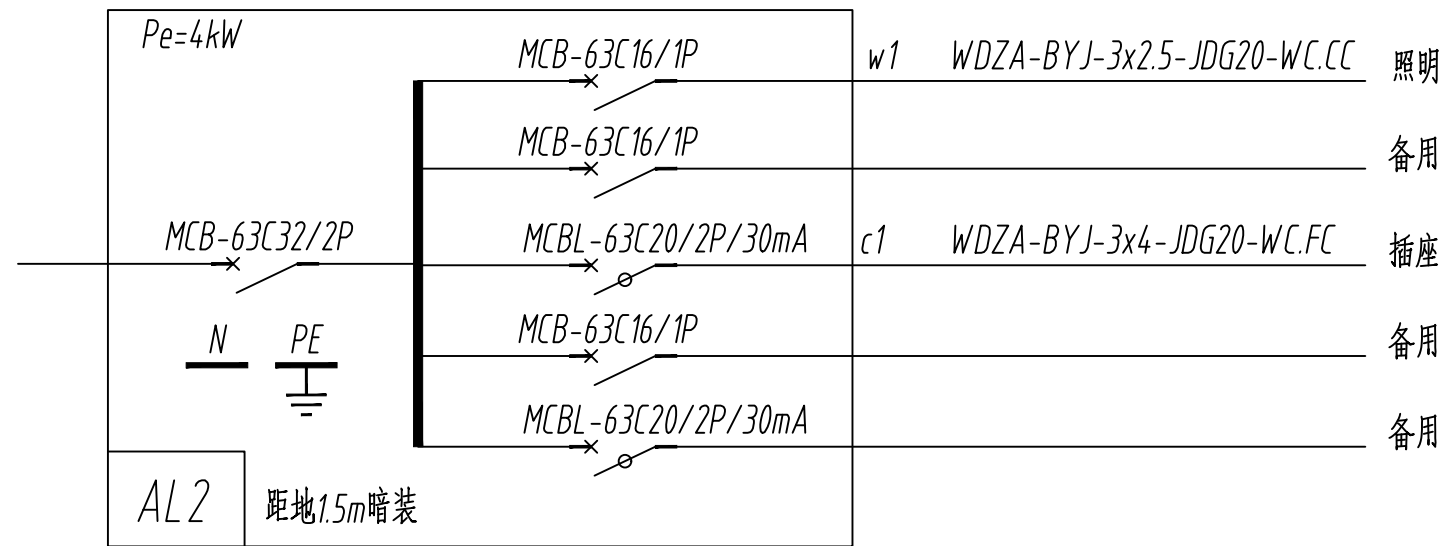 Pe=4kW
MCB-63C16/1P
w1 WDZA-BYJ-3x2.5-JDG20-WC.CC 照明
MCB-63C16/1P
备用
MCB-63C32/2P
MCBL-63C20/2P/30mA
c1 WDZA-BYJ-3x4-JDG20-WC.FC 插座
N PE
MCB-63C16/1P
备用
MCBL-63C20/2P/30mA
备用
AL2
距地1.5m暗装